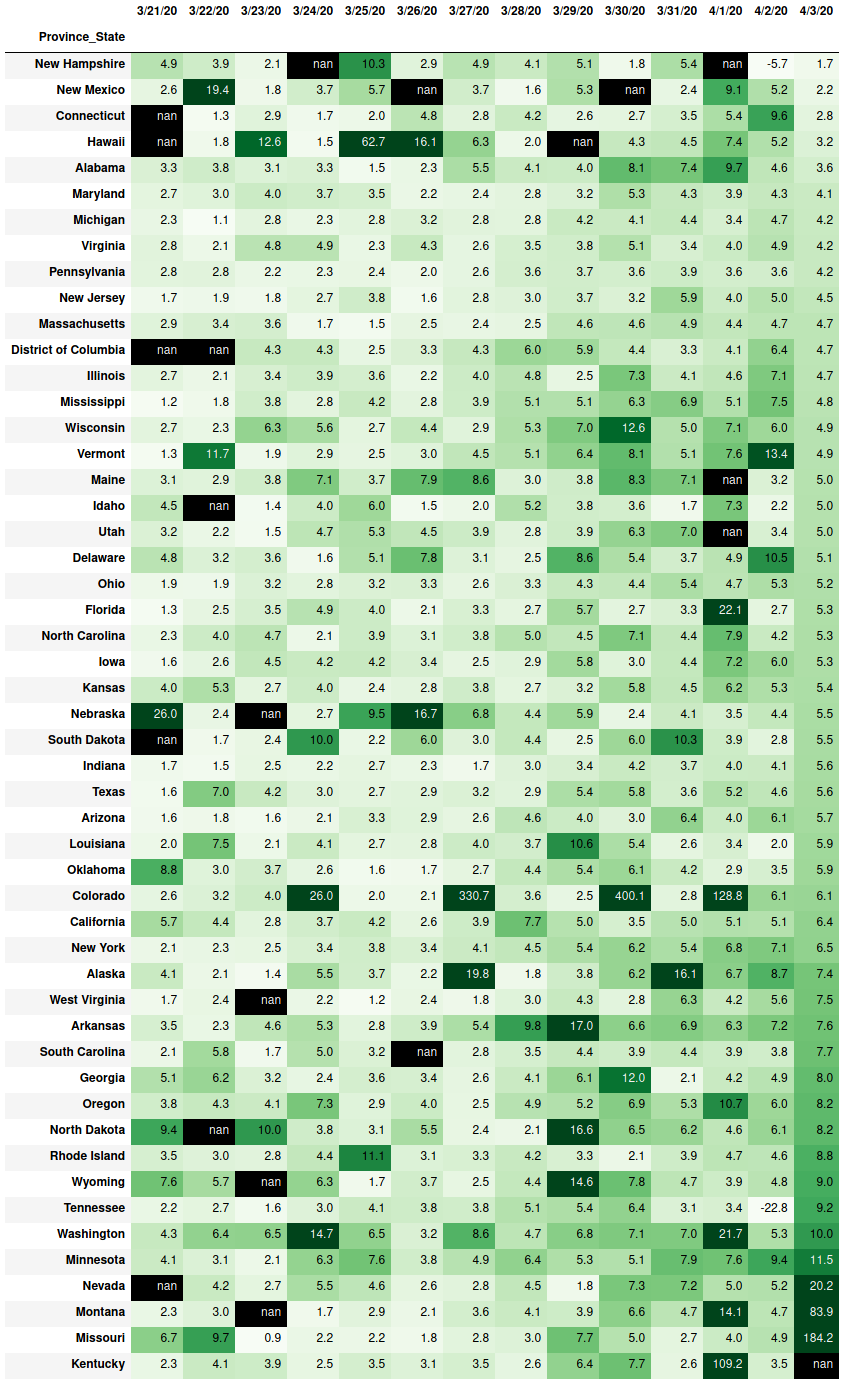 3/21/20 3/22/20 3/23/20 3/24/20 3/25/20 3/26/20 3/27/20 3/28/20 3/29/20 3/30/20 3/31/20 4/1/20 4/2/20 4/3/20
Province_State
New Hampshire 4.9 3.9 2.1 nan 10.3 2.9 4.9 4.1 5.1 1.8 5.4 nan -5.7 1.7
New Mexico 2.6 19.4 1.8 3.7 5.7 nan 3.7 1.6 5.3 nan 2.4 9.1 5.2 2.2
Connecticut nan 1.3 2.9 1.7 2.0 4.8 2.8 4.2 2.6 2.7 3.5 5.4 9.6 2.8
Hawaii nan 1.8 12.6 1.5 62.7 16.1 6.3 2.0 nan 4.3 4.5 7.4 5.2 3.2
Alabama 3.3 3.8 3.1 3.3 1.5 2.3 5.5 4.1 4.0 8.1 7.4 9.7 4.6 3.6
Maryland 2.7 3.0 4.0 3.7 3.5 2.2 2.4 2.8 3.2 5.3 4.3 3.9 4.3 4.1
Michigan 2.3 1.1 2.8 2.3 2.8 3.2 2.8 2.8 4.2 4.1 4.4 3.4 4.7 4.2
Virginia 2.8 2.1 4.8 4.9 2.3 4.3 2.6 3.5 3.8 5.1 3.4 4.0 4.9 4.2
Pennsylvania 2.8 2.8 2.2 2.3 2.4 2.0 2.6 3.6 3.7 3.6 3.9 3.6 3.6 4.2
New Jersey 1.7 1.9 1.8 2.7 3.8 1.6 2.8 3.0 3.7 3.2 5.9 4.0 5.0 4.5
Massachusetts 2.9 3.4 3.6 1.7 1.5 2.5 2.4 2.5 4.6 4.6 4.9 4.4 4.7 4.7
District of Columbia nan nan 4.3 4.3 2.5 3.3 4.3 6.0 5.9 4.4 3.3 4.1 6.4 4.7
Illinois 2.7 2.1 3.4 3.9 3.6 2.2 4.0 4.8 2.5 7.3 4.1 4.6 7.1 4.7
Mississippi 1.2 1.8 3.8 2.8 4.2 2.8 3.9 5.1 5.1 6.3 6.9 5.1 7.5 4.8
Wisconsin 2.7 2.3 6.3 5.6 2.7 4.4 2.9 5.3 7.0 12.6 5.0 7.1 6.0 4.9
Vermont 1.3 11.7 1.9 2.9 2.5 3.0 4.5 5.1 6.4 8.1 5.1 7.6 13.4 4.9
Maine 3.1 2.9 3.8 7.1 3.7 7.9 8.6 3.0 3.8 8.3 7.1 nan 3.2 5.0
Idaho 4.5 nan 1.4 4.0 6.0 1.5 2.0 5.2 3.8 3.6 1.7 7.3 2.2 5.0
Utah 3.2 2.2 1.5 4.7 5.3 4.5 3.9 2.8 3.9 6.3 7.0 nan 3.4 5.0
Delaware 4.8 3.2 3.6 1.6 5.1 7.8 3.1 2.5 8.6 5.4 3.7 4.9 10.5 5.1
Ohio 1.9 1.9 3.2 2.8 3.2 3.3 2.6 3.3 4.3 4.4 5.4 4.7 5.3 5.2
Florida 1.3 2.5 3.5 4.9 4.0 2.1 3.3 2.7 5.7 2.7 3.3 22.1 2.7 5.3
North Carolina 2.3 4.0 4.7 2.1 3.9 3.1 3.8 5.0 4.5 7.1 4.4 7.9 4.2 5.3
Iowa 1.6 2.6 4.5 4.2 4.2 3.4 2.5 2.9 5.8 3.0 4.4 7.2 6.0 5.3
Kansas 4.0 5.3 2.7 4.0 2.4 2.8 3.8 2.7 3.2 5.8 4.5 6.2 5.3 5.4
Nebraska 26.0 2.4 nan 2.7 9.5 16.7 6.8 4.4 5.9 2.4 4.1 3.5 4.4 5.5
South Dakota nan 1.7 2.4 10.0 2.2 6.0 3.0 4.4 2.5 6.0 10.3 3.9 2.8 5.5
Indiana 1.7 1.5 2.5 2.2 2.7 2.3 1.7 3.0 3.4 4.2 3.7 4.0 4.1 5.6
Texas 1.6 7.0 4.2 3.0 2.7 2.9 3.2 2.9 5.4 5.8 3.6 5.2 4.6 5.6
Arizona 1.6 1.8 1.6 2.1 3.3 2.9 2.6 4.6 4.0 3.0 6.4 4.0 6.1 5.7
Louisiana 2.0 7.5 2.1 4.1 2.7 2.8 4.0 3.7 10.6 5.4 2.6 3.4 2.0 5.9
Oklahoma 8.8 3.0 3.7 2.6 1.6 1.7 2.7 4.4 5.4 6.1 4.2 2.9 3.5 5.9
Colorado 2.6 3.2 4.0 26.0 2.0 2.1 330.7 3.6 2.5 400.1 2.8 128.8 6.1 6.1
California 5.7 4.4 2.8 3.7 4.2 2.6 3.9 7.7 5.0 3.5 5.0 5.1 5.1 6.4
New York 2.1 2.3 2.5 3.4 3.8 3.4 4.1 4.5 5.4 6.2 5.4 6.8 7.1 6.5
Alaska 4.1 2.1 1.4 5.5 3.7 2.2 19.8 1.8 3.8 6.2 16.1 6.7 8.7 7.4
West Virginia 1.7 2.4 nan 2.2 1.2 2.4 1.8 3.0 4.3 2.8 6.3 4.2 5.6 7.5
Arkansas 3.5 2.3 4.6 5.3 2.8 3.9 5.4 9.8 17.0 6.6 6.9 6.3 7.2 7.6
South Carolina 2.1 5.8 1.7 5.0 3.2 nan 2.8 3.5 4.4 3.9 4.4 3.9 3.8 7.7
Georgia 5.1 6.2 3.2 2.4 3.6 3.4 2.6 4.1 6.1 12.0 2.1 4.2 4.9 8.0
Oregon 3.8 4.3 4.1 7.3 2.9 4.0 2.5 4.9 5.2 6.9 5.3 10.7 6.0 8.2
North Dakota 9.4 nan 10.0 3.8 3.1 5.5 2.4 2.1 16.6 6.5 6.2 4.6 6.1 8.2
Rhode Island 3.5 3.0 2.8 4.4 11.1 3.1 3.3 4.2 3.3 2.1 3.9 4.7 4.6 8.8
Wyoming 7.6 5.7 nan 6.3 1.7 3.7 2.5 4.4 14.6 7.8 4.7 3.9 4.8 9.0
Tennessee 2.2 2.7 1.6 3.0 4.1 3.8 3.8 5.1 5.4 6.4 3.1 3.4 -22.8 9.2
Washington 4.3 6.4 6.5 14.7 6.5 3.2 8.6 4.7 6.8 7.1 7.0 21.7 5.3 10.0
Minnesota 4.1 3.1 2.1 6.3 7.6 3.8 4.9 6.4 5.3 5.1 7.9 7.6 9.4 11.5
Nevada nan 4.2 2.7 5.5 4.6 2.6 2.8 4.5 1.8 7.3 7.2 5.0 5.2 20.2
Montana 2.3 3.0 nan 1.7 2.9 2.1 3.6 4.1 3.9 6.6 4.7 14.1 4.7 83.9
Missouri 6.7 9.7 0.9 2.2 2.2 1.8 2.8 3.0 7.7 5.0 2.7 4.0 4.9 184.2
Kentucky 2.3 4.1 3.9 2.5 3.5 3.1 3.5 2.6 6.4 7.7 2.6 109.2 3.5 nan